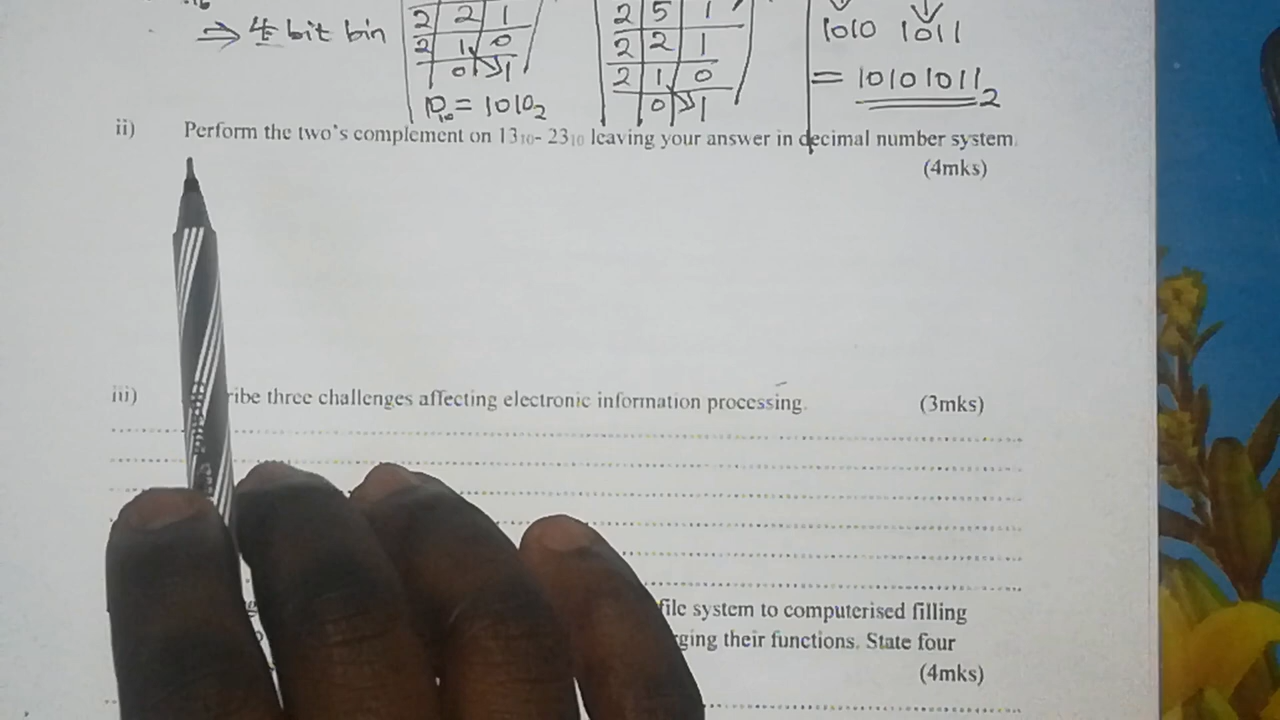 ⇒ 4 bit bin
2 2 1
2 1 0
0 1
10₁₀ = 1010₂
2 5 1
2 2 1
2 1 0
0 1
1010 1011
= 10101011₂
ii) Perform the two's complement on 13₁₀- 23₁₀ leaving your answer in decimal number system.
(4mks)
iii) ribe three challenges affecting electronic information processing. (3mks)
file system to computerised filling
ging their functions. State four
(4mks)